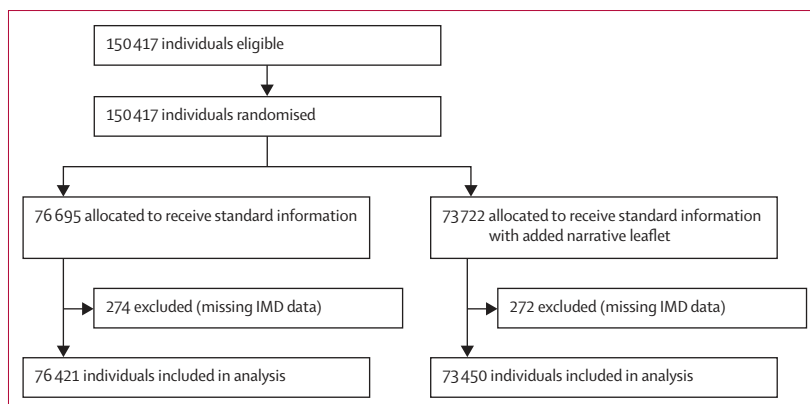 150 417 individuals eligible
150 417 individuals randomised
76 695 allocated to receive standard information
73 722 allocated to receive standard information
with added narrative leaflet
274 excluded (missing IMD data)
272 excluded (missing IMD data)
76 421 individuals included in analysis
73 450 individuals included in analysis